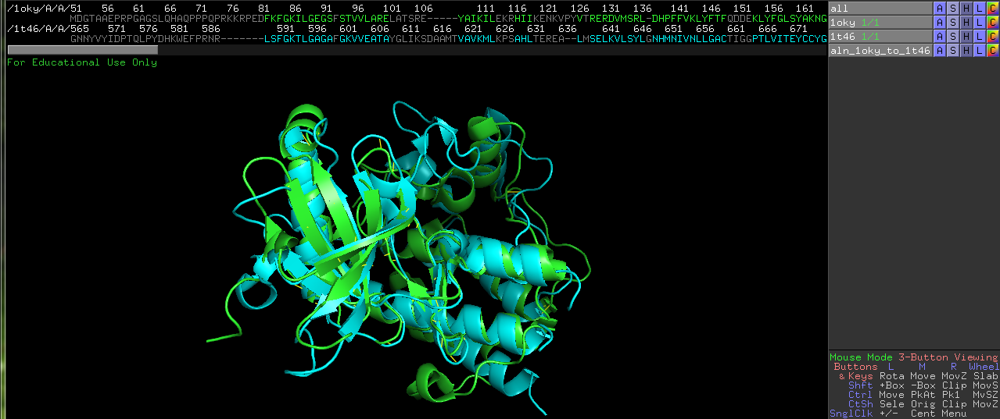 /1oky/A/A/51 56 61 66 71 76 81 86 91 96 101 106 111 116 121 126 131 136 141 146 151 156 161
MDGTAAEPRPGAGSLQHAQPPPQPRKKRPEDFKFGKILGEGSFSTVVLARELATSRE-----YAIKILEKRHIIKENKVPYVTRERDVMSRL-DHPFFVKLYFTFQDDEKLYFGLSYAKNG
/1t46/A/A/565 571 581 586 591 596 601 606 616 621 626 636 641 646 651 656 661 666 671
GNNYVYIDPTQLPYDHKWEFPRNR-------LSFGKTLGAGAFGKVVEATAYGLIKSDAAMTVAVKMLKPSAHLTEREA--LMSELKVLSYLGNHMNIVNLLGACTIGGPTLVITEYCCYG
For Educational Use Only
all A S H L C
1oky 1/1 A S H L C
1t46 1/1 A S H L C
aln_1oky_to_1t46 A S H L C
Mouse Mode 3-Button Viewing
Buttons L M R Wheel
& Keys Rota Move MovZ Slab
Shft +Box -Box Clip MovS
Ctrl Move PkAt Pk1 MvSZ
CtSh Sele Orig Clip MovZ
SnglClk +/- Cent Menu